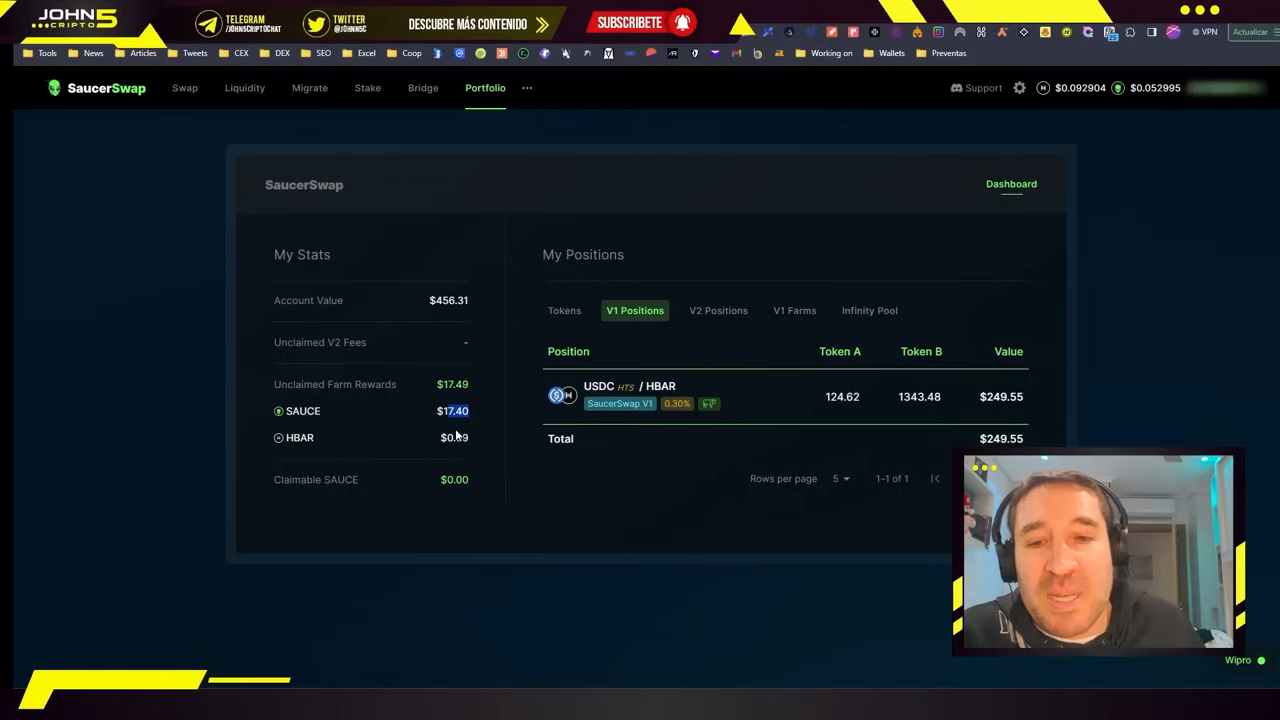 JOHN5
CRIPTO
TELEGRAM
/JOHN5CRIPTOCHAT
TWITTER
@JOHNN5C
DESCUBRE MÁS CONTENIDO
SUBSCRIBETE
Tools
News
Articles
Tweets
CEX
DEX
SEO
Excel
Coop
Working on
Wallets
Preventas
25
VPN
Actualizar
SaucerSwap
Swap
Liquidity
Migrate
Stake
Bridge
Portfolio
Support
$0.092904
$0.052995
SaucerSwap
Dashboard
My Stats
My Positions
Account Value
$456.31
Tokens
V1 Positions
V2 Positions
V1 Farms
Infinity Pool
Unclaimed V2 Fees
-
Position
Token A
Token B
Value
Unclaimed Farm Rewards
$17.49
USDC HTS / HBAR
SaucerSwap V1
0.30%
124.62
1343.48
$249.55
SAUCE
$17.40
HBAR
Total
$249.55
Claimable SAUCE
$0.00
Rows per page
5
1-1 of 1
Wipro